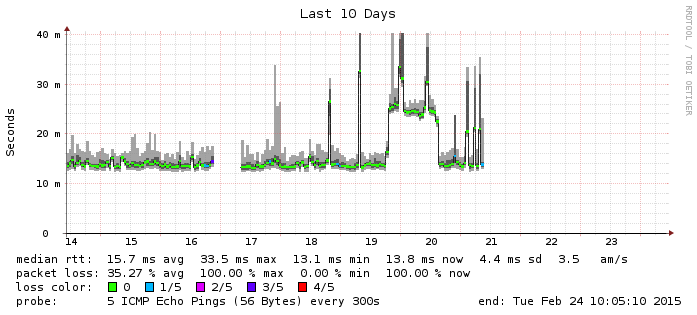 Last 10 Days
RRDTOOL / TOBI OETIKER
Seconds
40 m
30 m
20 m
10 m
0
14 15 16 17 18 19 20 21 22 23
median rtt: 15.7 ms avg 33.5 ms max 13.1 ms min 13.8 ms now 4.4 ms sd 3.5 am/s
packet loss: 35.27 % avg 100.00 % max 0.00 % min 100.00 % now
loss color: 0 1/5 2/5 3/5 4/5
probe: 5 ICMP Echo Pings (56 Bytes) every 300s end: Tue Feb 24 10:05:10 2015